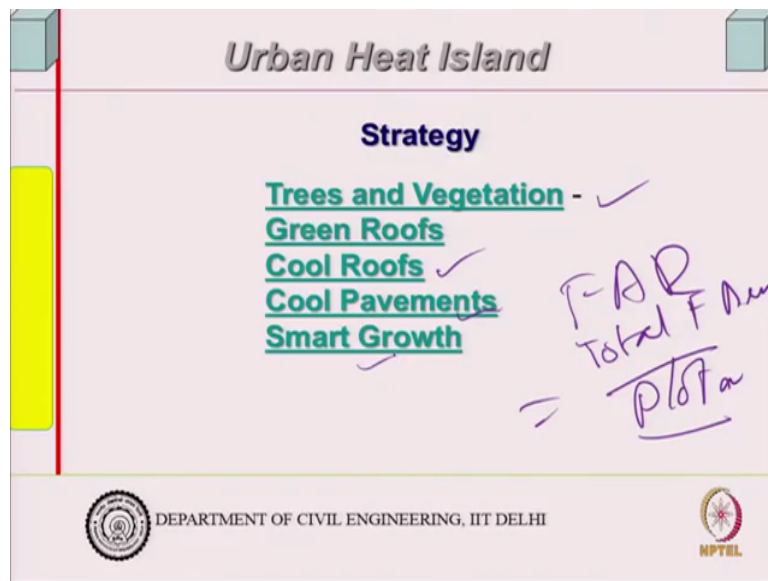 Urban Heat Island
Strategy
Trees and Vegetation -
Green Roofs
Cool Roofs
Cool Pavements
Smart Growth
FAR
Total F
=
Plot a
DEPARTMENT OF CIVIL ENGINEERING, IIT DELHI
NPTEL